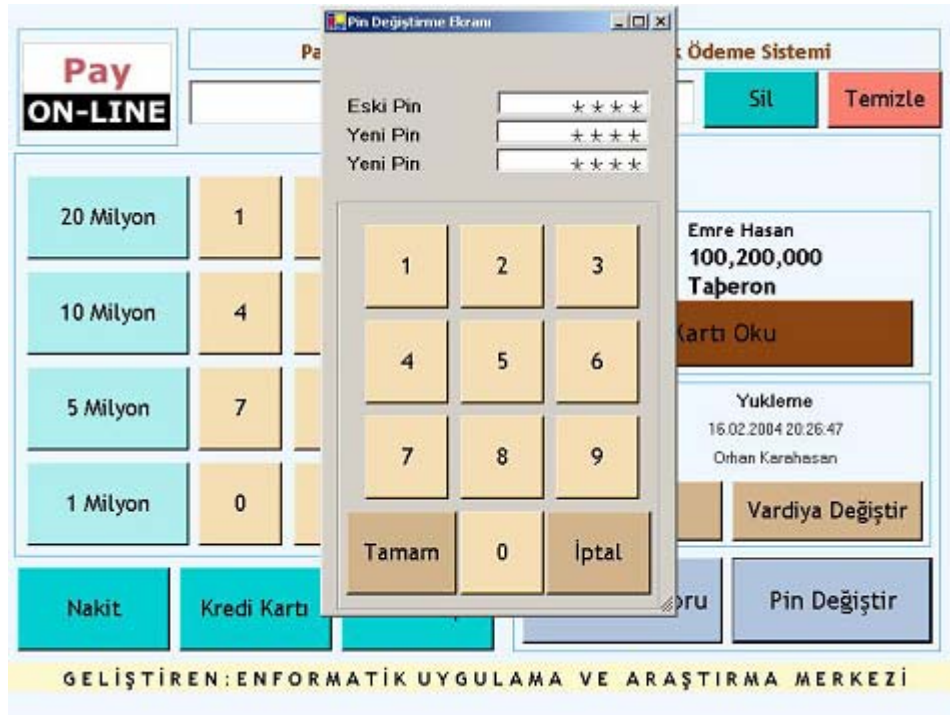 Pin Değiştirme Ekranı
Pay
ON-LINE
Ödeme Sistemi
Sil
Temizle
Eski Pin ****
Yeni Pin ****
Yeni Pin ****
20 Milyon 1
10 Milyon 4
5 Milyon 7
1 Milyon 0
1 2 3
4 5 6
7 8 9
Tamam 0 İptal
Emre Hasan
100,200,000
Taþeron
Kartı Oku
Yukleme
16.02.2004 20:26:47
Orhan Karahasan
Vardiya Değiştir
Nakit
Kredi Kartı
Pin Değiştir
GELİŞTİREN:ENFORMATİK UYGULAMA VE ARAŞTIRMA MERKEZİ